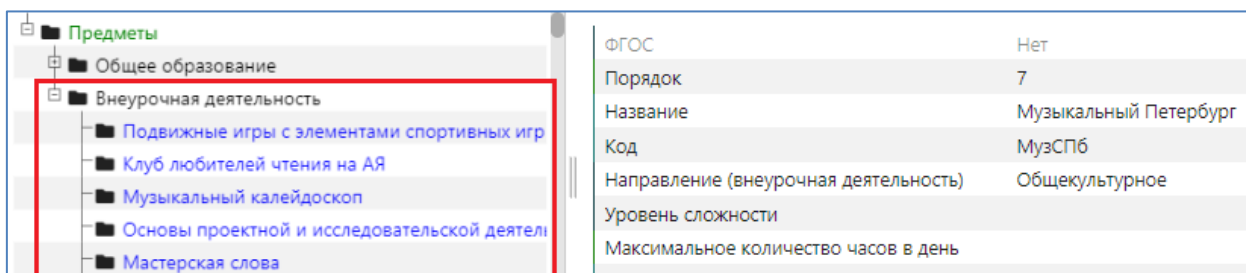 Предметы
Общее образование
Внеурочная деятельность
Подвижные игры с элементами спортивных игр
Клуб любителей чтения на АЯ
Музыкальный калейдоскоп
Основы проектной и исследовательской деятель
Мастерская слова
ФГОС Нет
Порядок 7
Название Музыкальный Петербург
Код МузСПб
Направление (внеурочная деятельность) Общекультурное
Уровень сложности
Максимальное количество часов в день